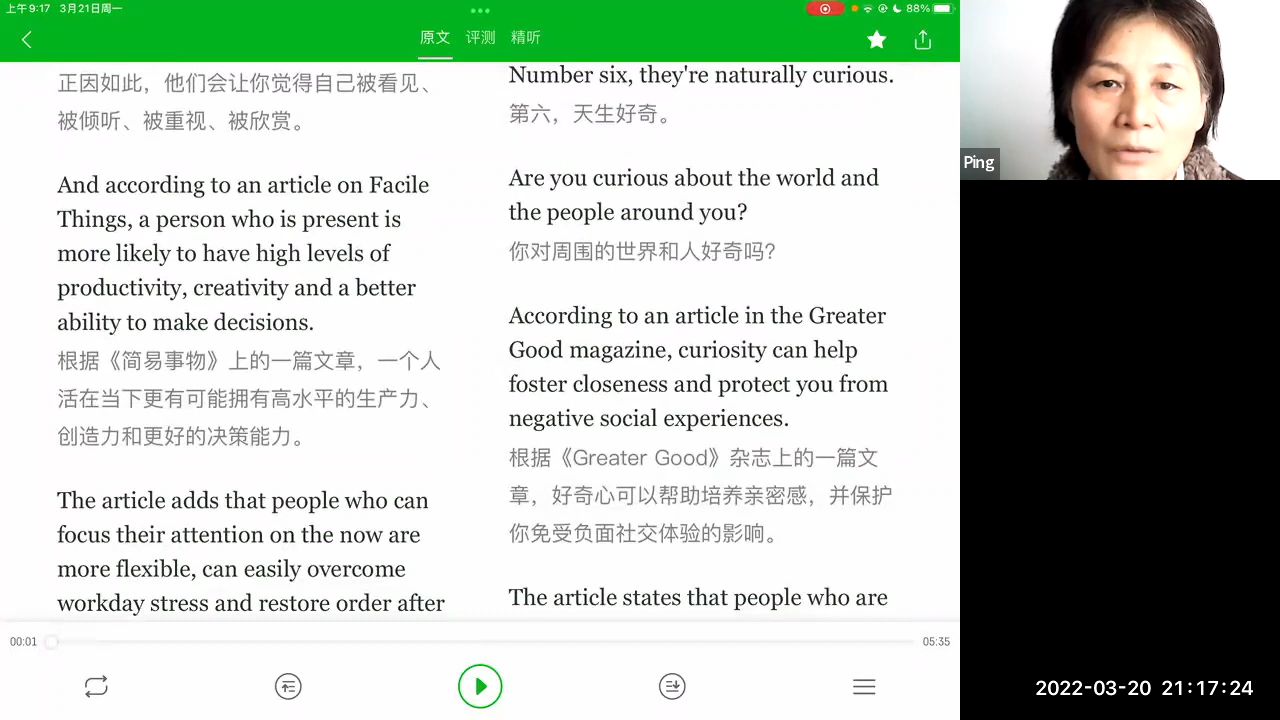 上午9:17 3月21日周一
88%
原文 评测 精听
正因如此，他们会让你觉得自己被看见、
被倾听、被重视、被欣赏。
And according to an article on Facile
Things, a person who is present is
more likely to have high levels of
productivity, creativity and a better
ability to make decisions.
根据《简易事物》上的一篇文章，一个人
活在当下更有可能拥有高水平的生产力、
创造力和更好的决策能力。
The article adds that people who can
focus their attention on the now are
more flexible, can easily overcome
workday stress and restore order after
Number six, they're naturally curious.
第六，天生好奇。
Are you curious about the world and
the people around you?
你对周围的世界和人好奇吗?
According to an article in the Greater
Good magazine, curiosity can help
foster closeness and protect you from
negative social experiences.
根据《Greater Good》杂志上的一篇文
章，好奇心可以帮助培养亲密感，并保护
你免受负面社交体验的影响。
The article states that people who are
00:01
05:35
Ping
2022-03-20 21:17:24